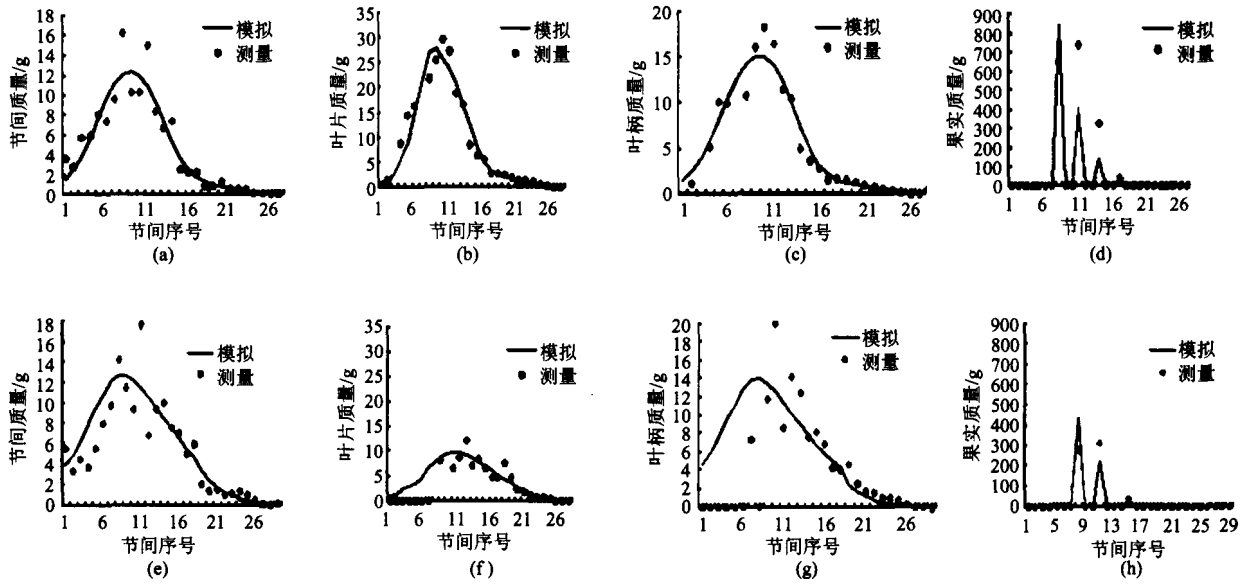 节间质量/g
18
16
14
12
10
8
6
4
2
0
模拟
测量
1 6 11 16 21 26
节间序号
(a)
叶片质量/g
35
30
25
20
15
10
5
0
模拟
测量
1 6 11 16 21 26
节间序号
(b)
叶柄质量/g
20
15
10
5
0
模拟
测量
1 6 11 16 21 26
节间序号
(c)
果实质量/g
900
800
700
600
500
400
300
200
100
0
模拟
测量
1 6 11 16 21 26
节间序号
(d)
节间质量/g
18
16
14
12
10
8
6
4
2
0
模拟
测量
1 6 11 16 21 26
节间序号
(e)
叶片质量/g
35
30
25
20
15
10
5
0
模拟
测量
1 6 11 16 21 26
节间序号
(f)
叶柄质量/g
20
18
16
14
12
10
8
6
4
2
0
模拟
测量
1 6 11 16 21 26
节间序号
(g)
果实质量/g
900
800
700
600
500
400
300
200
100
0
模拟
测量
1 5 9 13 17 21 25 29
节间序号
(h)